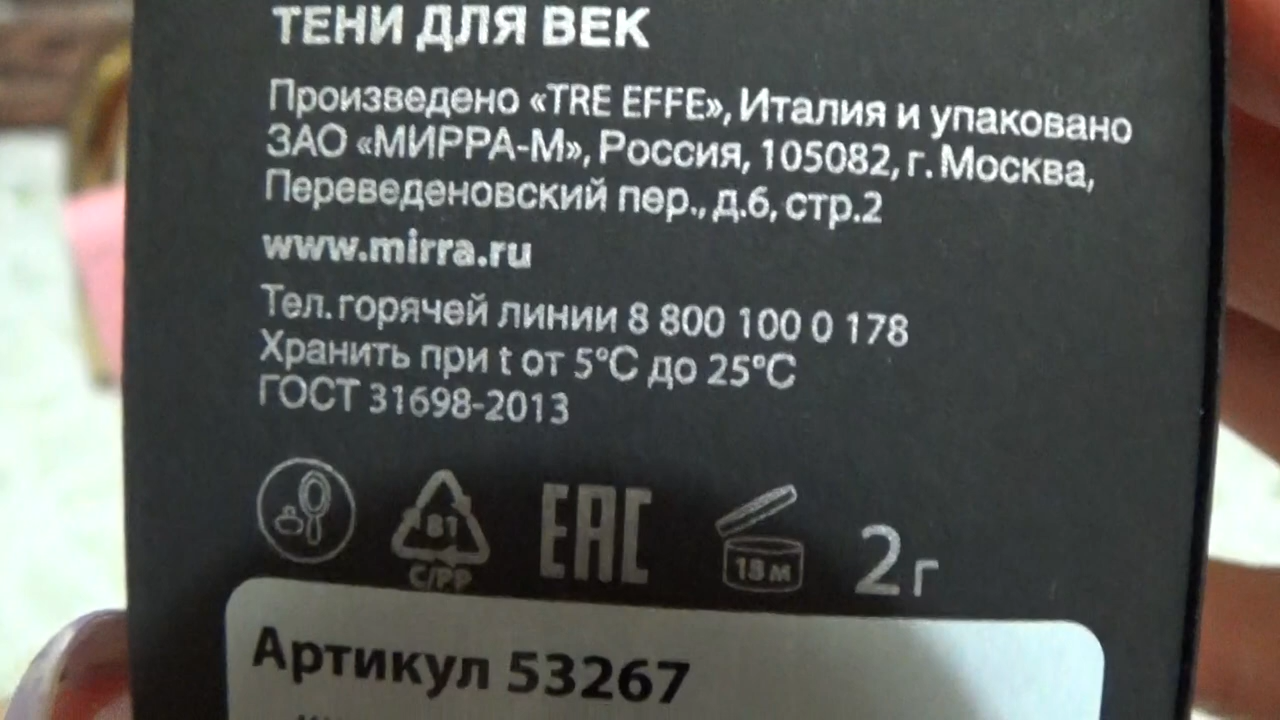 ТЕНИ ДЛЯ ВЕК
Произведено «TRE EFFE», Италия и упаковано
ЗАО «МИРРА-М», Россия, 105082, г. Москва,
Переведеновский пер., д.6, стр.2
www.mirra.ru
Тел. горячей линии 8 800 100 0 178
Хранить при t от 5°C до 25°C
ГОСТ 31698-2013
81
C/PP
EAC
18 м
2 г
Артикул 53267